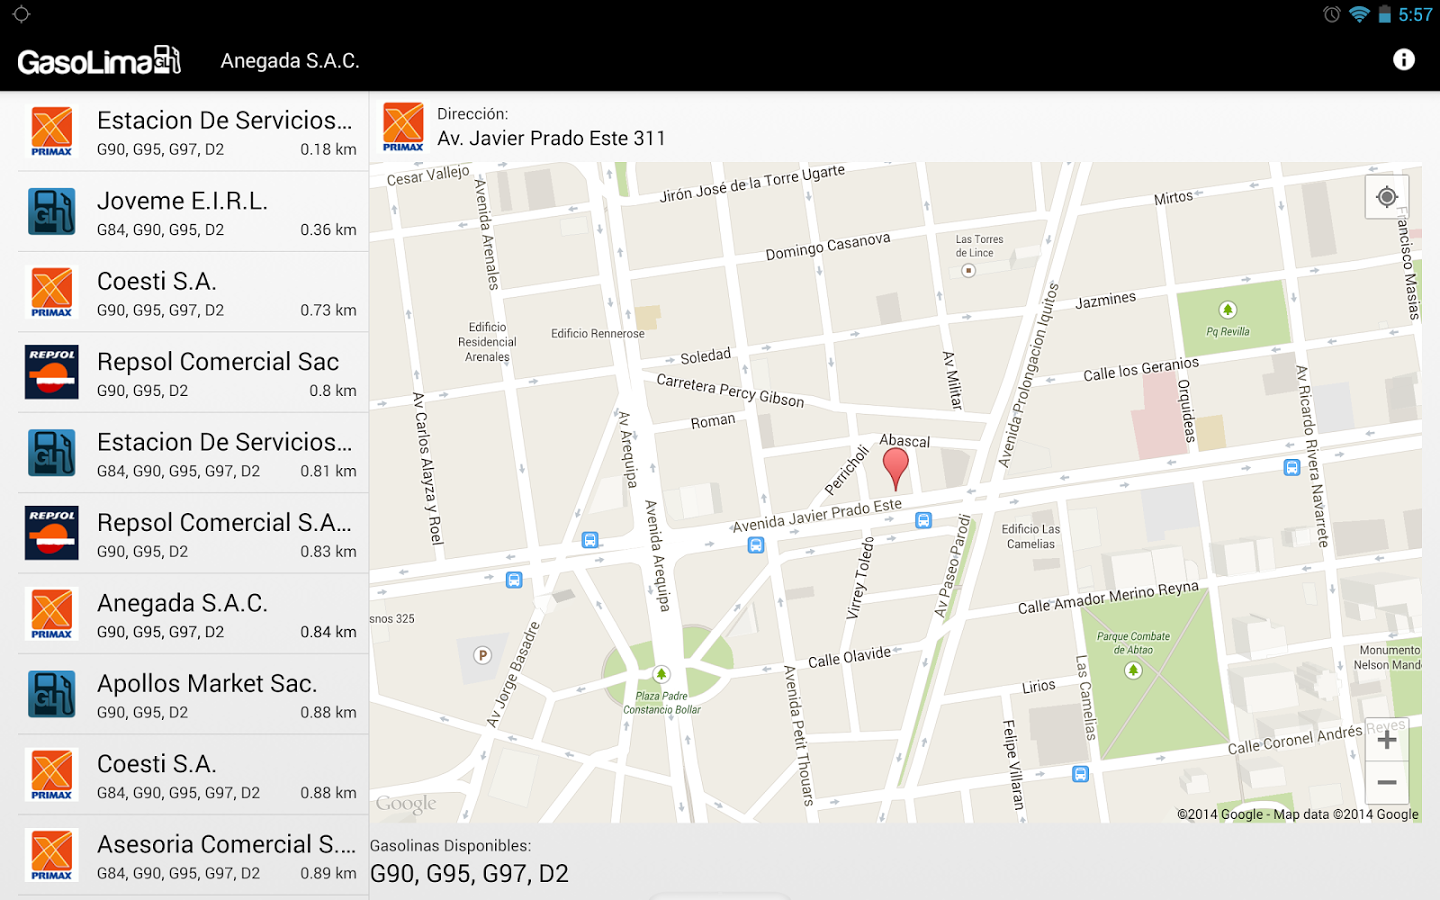 5:57
GasoLima GL
Anegada S.A.C.
Estacion De Servicios...
PRIMAX
G90, G95, G97, D2
0.18 km
Joveme E.I.R.L.
GL
G84, G90, G95, D2
0.36 km
Coesti S.A.
PRIMAX
G90, G95, G97, D2
0.73 km
REPSOL
Repsol Comercial Sac
G90, G95, D2
0.8 km
Estacion De Servicios...
GL
G84, G90, G95, G97, D2
0.81 km
REPSOL
Repsol Comercial S.A...
G90, G95, D2
0.83 km
Anegada S.A.C.
PRIMAX
G90, G95, G97, D2
0.84 km
Apollos Market Sac.
GL
G90, G95, D2
0.88 km
Coesti S.A.
PRIMAX
G84, G90, G95, G97, D2
0.88 km
Asesoria Comercial S....
PRIMAX
G84, G90, G95, G97, D2
0.89 km
Dirección:
PRIMAX
Av. Javier Prado Este 311
Cesar Vallejo
Avenida Arenales
Jirón José de la Torre Ugarte
Mirtos
Francisco Masias
Domingo Casanova
Las Torres
de Lince
Jazmines
Avenida Prolongacion Iquitos
Edificio
Residencial
Arenales
Edificio Rennerose
Pq Revilla
Soledad
Av Militar
Calle los Geranios
Carretera Percy Gibson
Orquideas
Av Ricardo Rivera Navarrete
Av Carlos Alayza y Roel
Av Arequipa
Roman
Abascal
Perricholi
Avenida Javier Prado Este
Avenida Arequipa
Edificio Las
Camelias
Virrey Toledo
Av Paseo Parodi
Calle Amador Merino Reyna
snos 325
P
Av Jorge Basadre
Parque Combate
de Abtao
Monumento
Nelson Mand
Calle Olavide
Plaza Padre
Constancio Bollar
Avenida Petit Thouars
Lirios
Las Camelias
Felipe Villaran
Calle Coronel Andrés Reyes
+
−
Google
©2014 Google - Map data ©2014 Google
Gasolinas Disponibles:
G90, G95, G97, D2